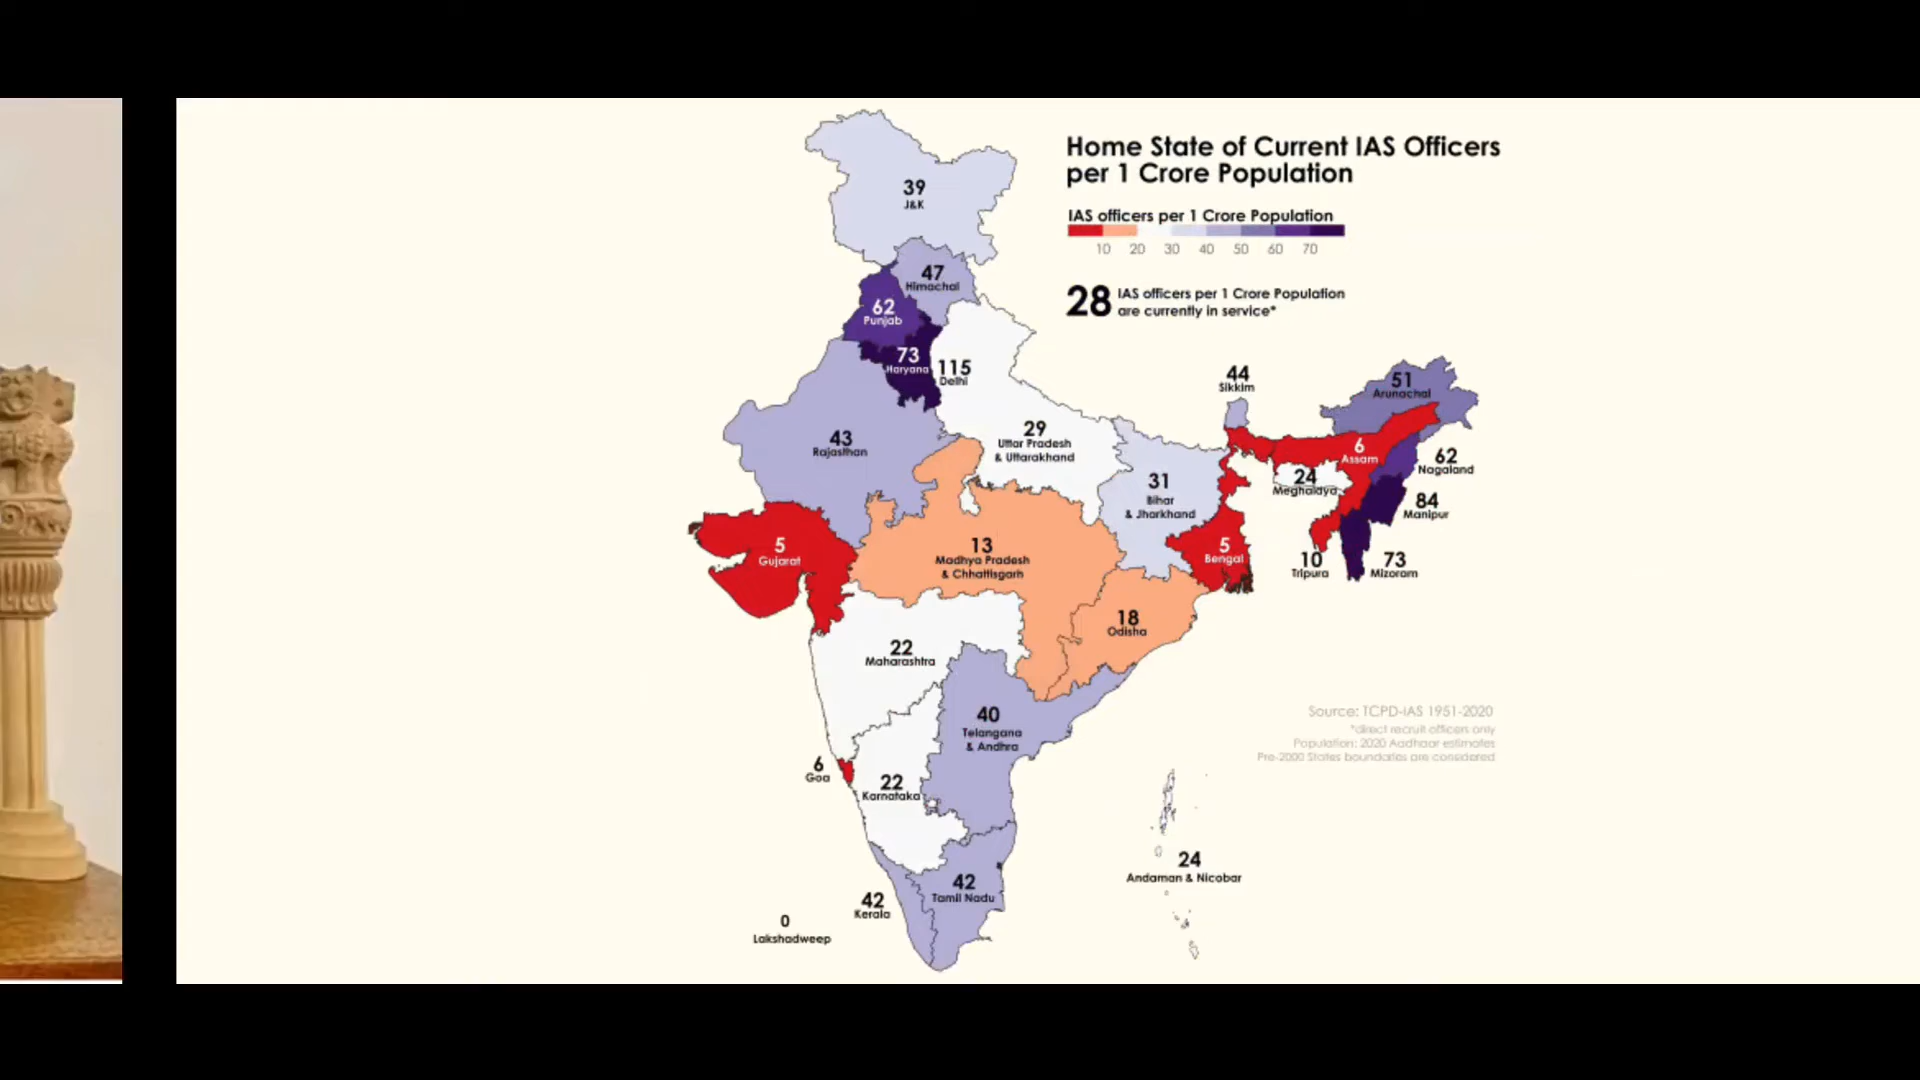 Home State of Current IAS Officers
per 1 Crore Population
IAS officers per 1 Crore Population
10 20 30 40 50 60 70
28 IAS officers per 1 Crore Population
are currently in service*
39
J&K
47
Himachal
62
Punjab
73
Haryana
115
Delhi
43
Rajasthan
29
Uttar Pradesh
& Uttarakhand
31
Bihar
& Jharkhand
44
Sikkim
51
Arunachal
6
Assam
24
Meghalaya
62
Nagaland
84
Manipur
10
Tripura
73
Mizoram
5
Gujarat
13
Madhya Pradesh
& Chhattisgarh
5
Bengal
18
Odisha
22
Maharashtra
40
Telangana
& Andhra
6
Goa
22
Karnataka
42
Kerala
42
Tamil Nadu
0
Lakshadweep
24
Andaman & Nicobar
Source: TCPD-IAS 1951-2020
*direct recruit officers only
Population: 2020 Aadhaar estimates
Pre-2000 States boundaries are considered